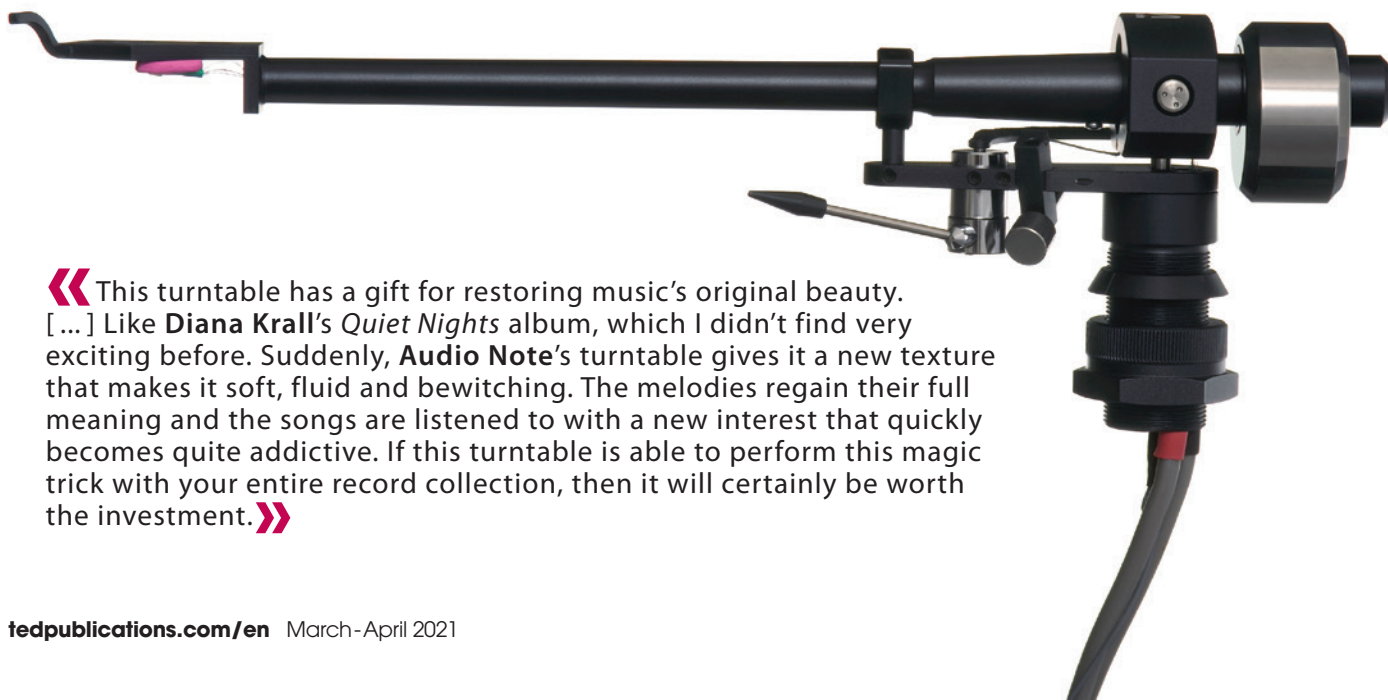 « This turntable has a gift for restoring music’s original beauty.
[ ... ] Like Diana Krall’s Quiet Nights album, which I didn’t find very
exciting before. Suddenly, Audio Note’s turntable gives it a new texture
that makes it soft, fluid and bewitching. The melodies regain their full
meaning and the songs are listened to with a new interest that quickly
becomes quite addictive. If this turntable is able to perform this magic
trick with your entire record collection, then it will certainly be worth
the investment. »
tedpublications.com/en March-April 2021